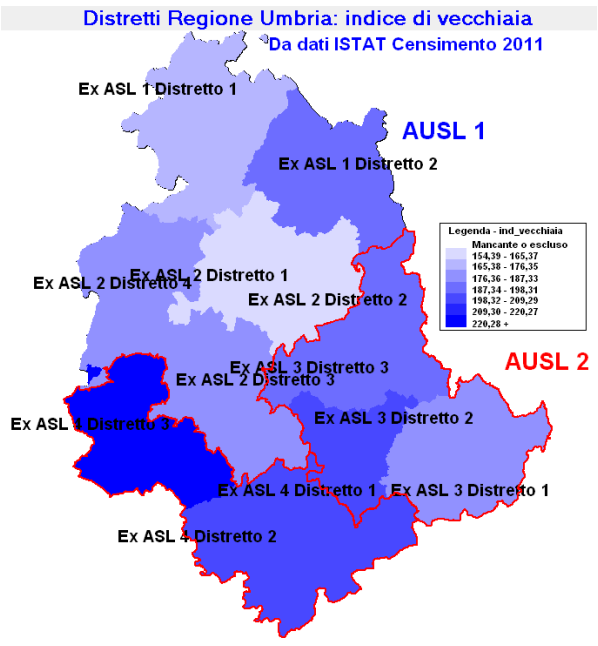 Distretti Regione Umbria: indice di vecchiaia
Da dati ISTAT Censimento 2011
Ex ASL 1 Distretto 1
AUSL 1
Ex ASL 1 Distretto 2
Legenda - ind_vecchiaia
Mancante o escluso
154,39 - 165,37
165,38 - 176,35
176,36 - 187,33
187,34 - 198,31
198,32 - 209,29
209,30 - 220,27
220,28 +
Ex ASL 2 Distretto 1
Ex ASL 2 Distretto 4
Ex ASL 2 Distretto 2
AUSL 2
Ex ASL 3 Distretto 3
Ex ASL 2 Distretto 3
Ex ASL 4 Distretto 3
Ex ASL 3 Distretto 2
Ex ASL 4 Distretto 1
Ex ASL 3 Distretto 1
Ex ASL 4 Distretto 2